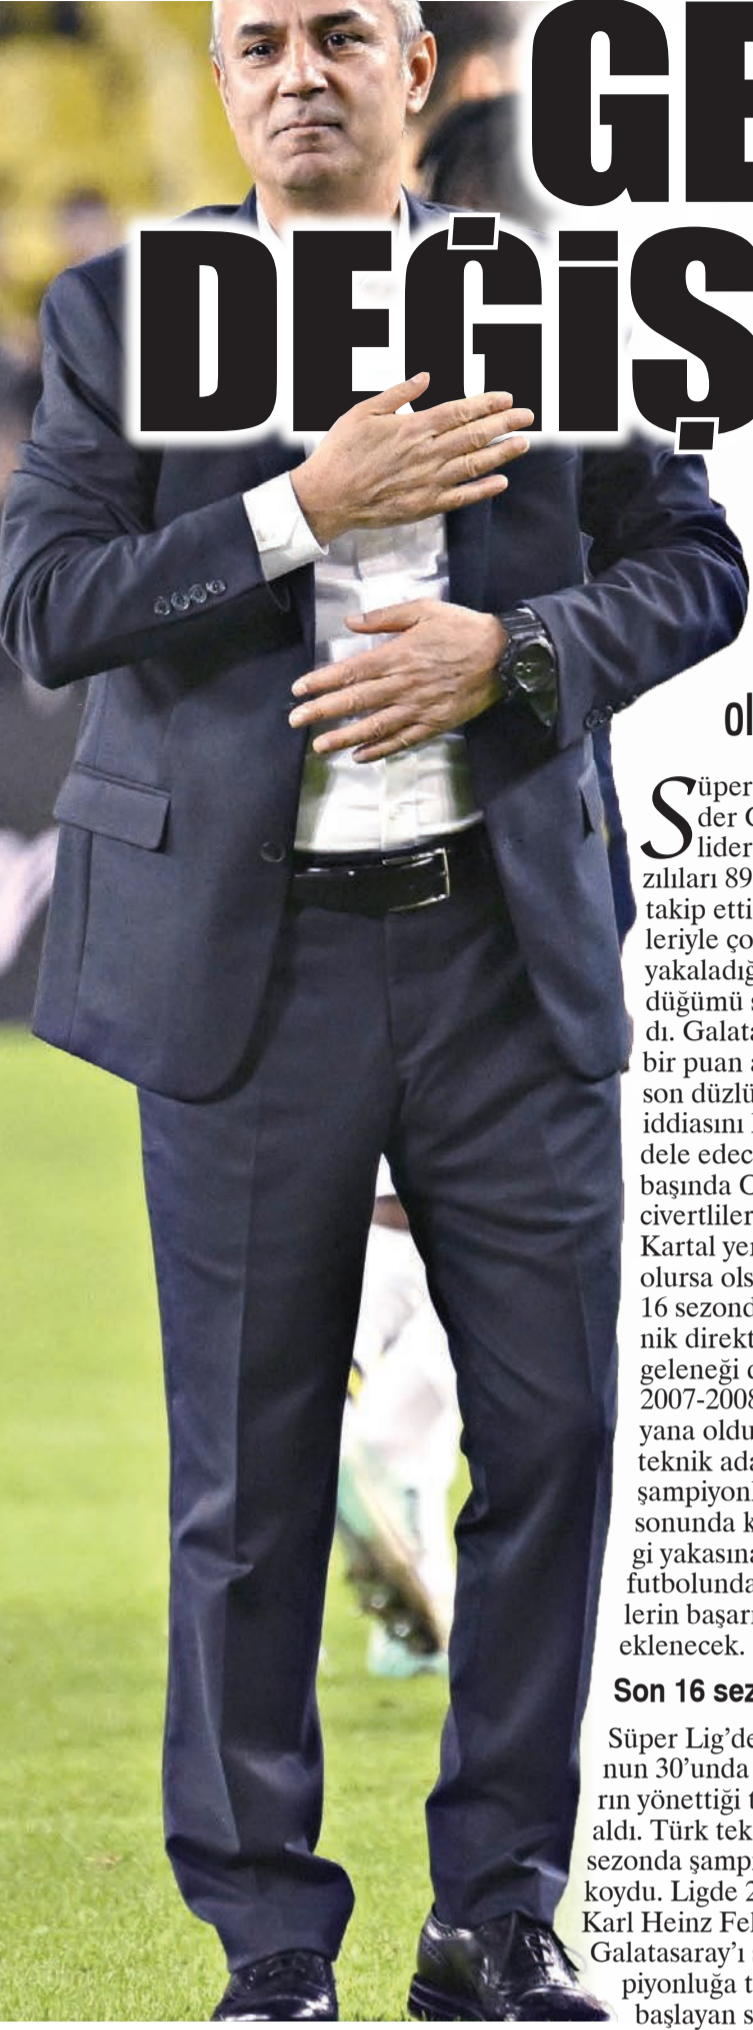 GE
DEĞİŞ
ol
Süper
der
lider
zılıları 89
takip etti
leriyle ço
yakaladığ
düğümü
dı. Galata
bir puan
son düzlü
iddiasını
dele edec
başında
civertliler
Kartal yer
olursa ols
16 sezond
nik direkt
geleneği
2007-2008
yana oldu
teknik ada
şampiyonl
sonunda k
gi yakasına
futbolunda
lerin başarı
eklenecek.
Son 16 sez
Süper Lig’de
nun 30’unda
rın yönettiği t
aldı. Türk tek
sezonda şampi
koydu. Ligde 2
Karl Heinz Fel
Galatasaray’ı
piyonluğa t
başlayan s